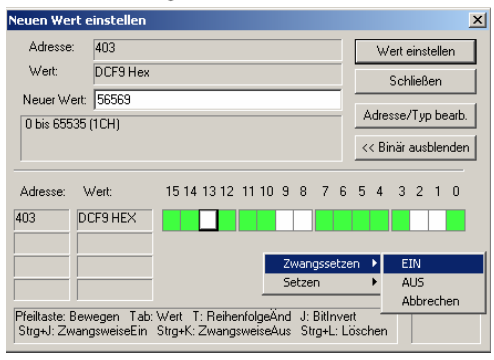 Neuen Wert einstellen
Adresse: 403
Wert: DCF9 Hex
Neuer Wert: 56569
0 bis 65535 (1CH)
Wert einstellen
Schließen
Adresse/Typ bearb.
<< Binär ausblenden
Adresse: Wert: 15 14 13 12 11 10 9 8 7 6 5 4 3 2 1 0
403 DCF9 HEX
Zwangssetzen EIN
Setzen AUS
Abbrechen
Pfeiltaste: Bewegen Tab: Wert T: ReihenfolgeÄnd J: BitInvert
Strg+J: ZwangsweiseEin Strg+K: ZwangsweiseAus Strg+L: Löschen